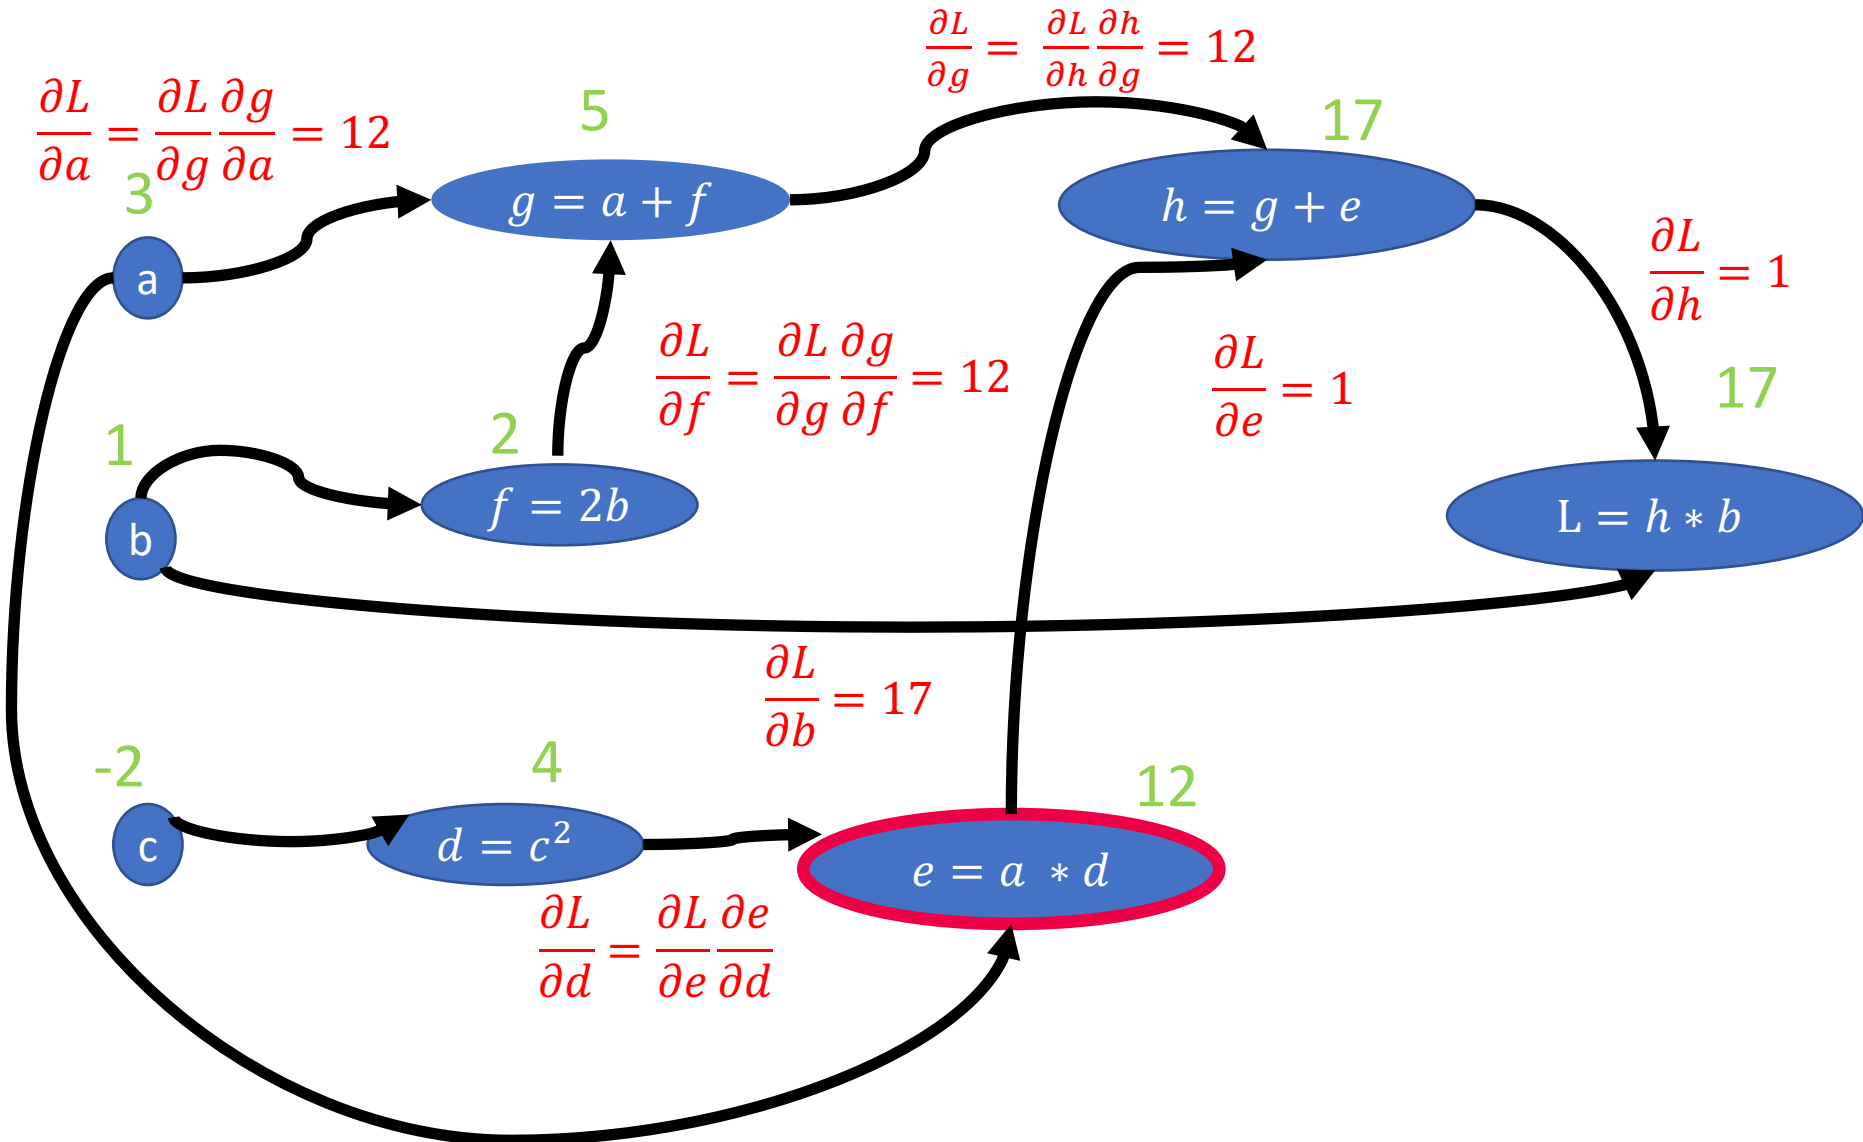 ∂L/∂g = ∂L/∂h ∂h/∂g = 12
∂L/∂a = ∂L/∂g ∂g/∂a = 12
5
17
3
g = a + f
h = g + e
a
∂L/∂h = 1
∂L/∂f = ∂L/∂g ∂g/∂f = 12
∂L/∂e = 1
17
1
2
f = 2b
L = h * b
b
∂L/∂b = 17
-2
4
12
c
d = c²
e = a * d
∂L/∂d = ∂L/∂e ∂e/∂d